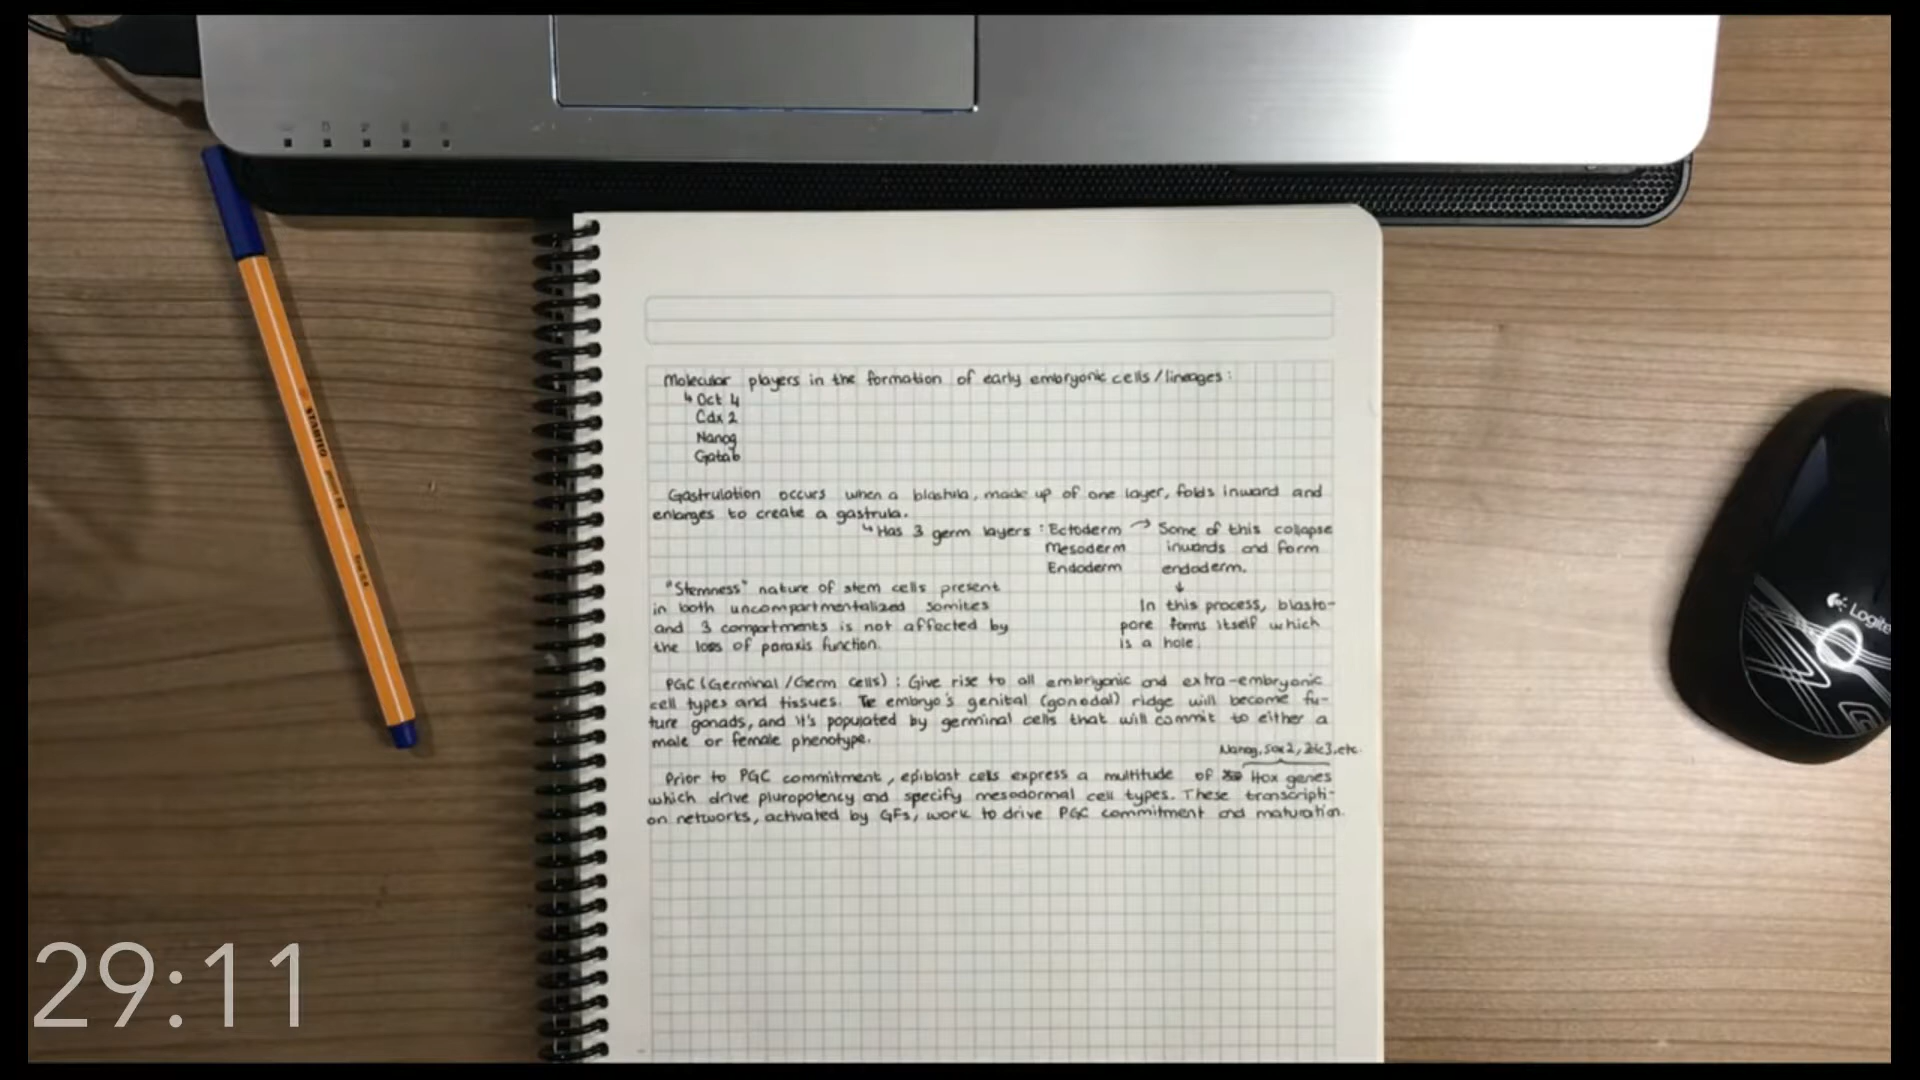 Molecular players in the formation of early embryonic cells/lineages:
↳ Oct 4
Cdx 2
Nanog
Gata6
Gastrulation occurs when a blastula, made up of one layer, folds inward and
enlarges to create a gastrula.
↳ Has 3 germ layers: Ectoderm → Some of this collapse
Mesoderm inwards and form
Endoderm endoderm.
↓
"Stemness" nature of stem cells present
in both uncompartmentalized somites
and 3 compartments is not affected by
the loss of paraxis function.
In this process, blasto-
pore forms itself which
is a hole.
PGC (Germinal/Germ cells): Give rise to all embriyonic and extra-embryonic
cell types and tissues. Te embryo's genital (gonadal) ridge will become fu-
ture gonads, and it's populated by germinal cells that will commit to either a
male or female phenotype.
Nanog, Sox2, Zic3, etc.
Prior to PGC commitment, epiblast cells express a multitude of Hox genes
which drive pluropotency and specify mesodormal cell types. These transcripti-
on networks, activated by GFs, work to drive PGC commitment and maturation.
STABILO
Logite
29:11